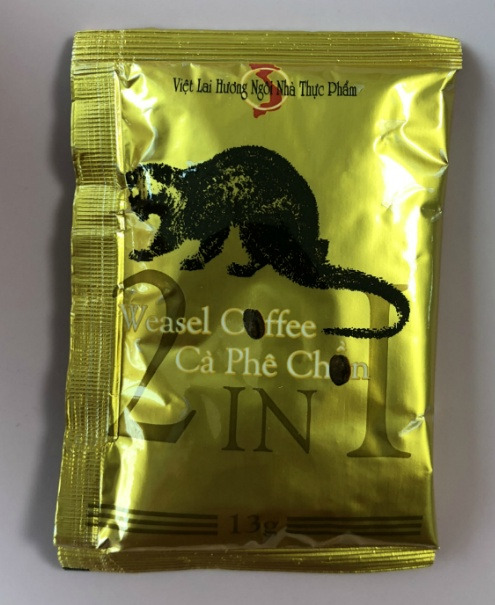 Việt Lai Hương Ngôi Nhà Thực Phẩm
Weasel Coffee
Cà Phê Chồn
2 IN 1
13g